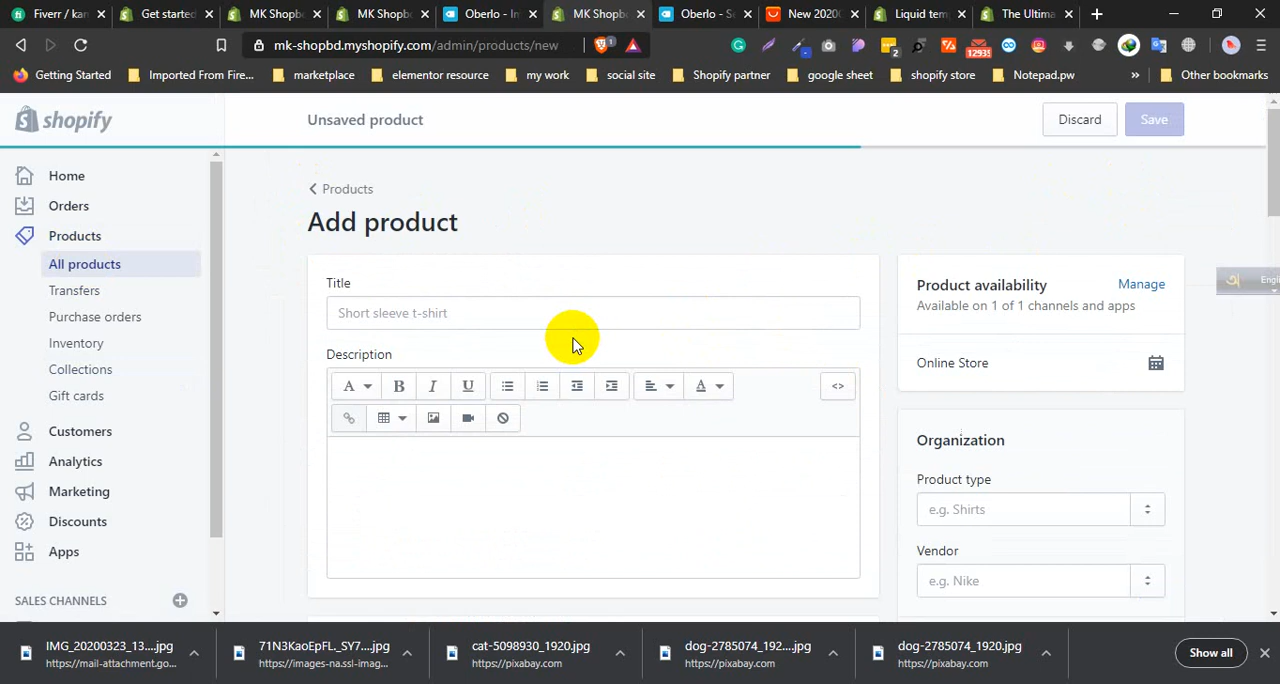 Fiverr / kan
Get started
MK Shopb
MK Shopb
Oberlo - In
MK Shopb
Oberlo - Se
New 2020
Liquid tem
The Ultima
mk-shopbd.myshopify.com/admin/products/new
1
2
12935
Getting Started
Imported From Fire...
marketplace
elementor resource
my work
social site
Shopify partner
google sheet
shopify store
Notepad.pw
»
Other bookmarks
shopify
Unsaved product
Discard
Save
Home
Orders
Products
All products
Transfers
Purchase orders
Inventory
Collections
Gift cards
Customers
Analytics
Marketing
Discounts
Apps
SALES CHANNELS
Products
Add product
Title
Short sleeve t-shirt
Description
A B I U A <>
Product availability
Manage
Available on 1 of 1 channels and apps
Online Store
Organization
Product type
e.g. Shirts
Vendor
e.g. Nike
অ Engli
IMG_20200323_13....jpg
https://mail-attachment.go...
71N3KaoEpFL_SY7....jpg
https://images-na.ssl-imag...
cat-5098930_1920.jpg
https://pixabay.com
dog-2785074_192....jpg
https://pixabay.com
dog-2785074_1920.jpg
https://pixabay.com
Show all